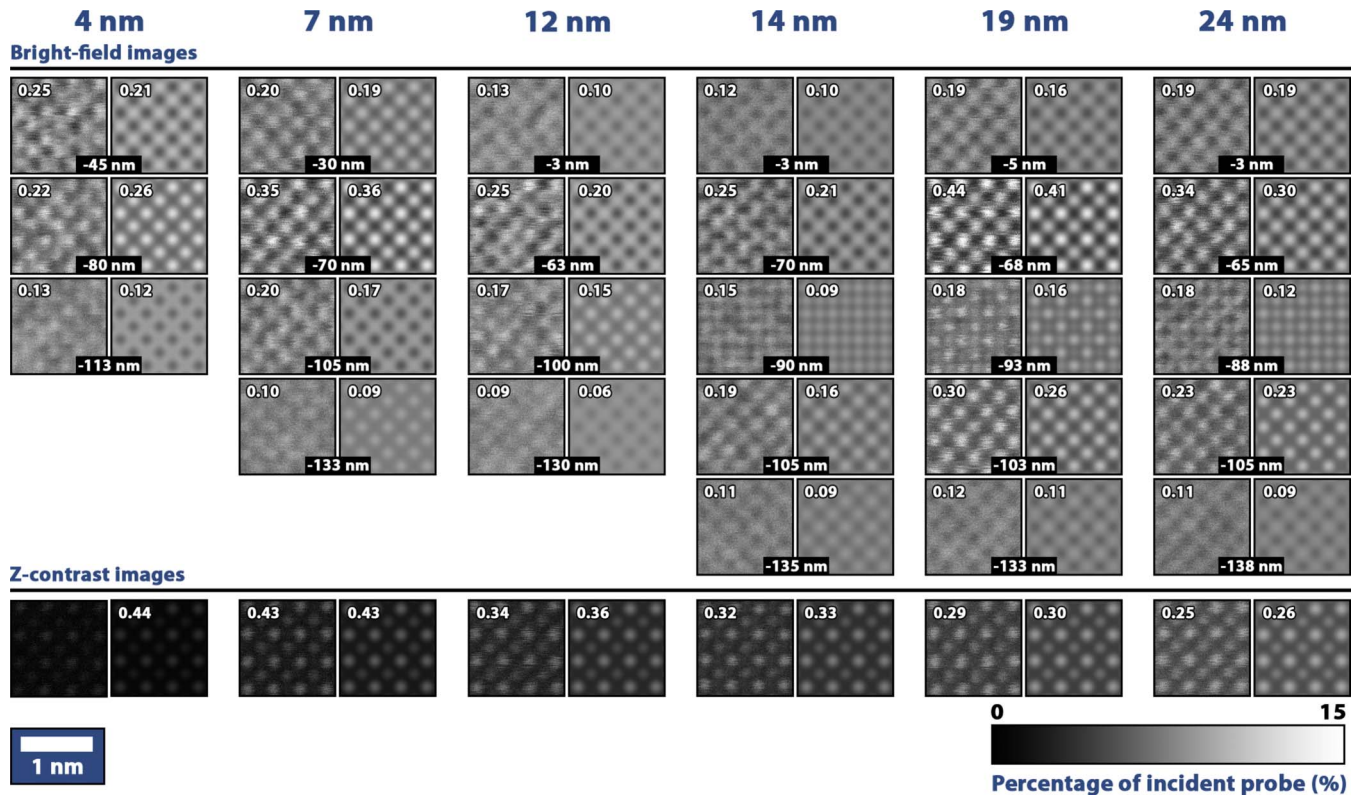 4 nm 7 nm 12 nm 14 nm 19 nm 24 nm
Bright-field images
0.25 0.21 0.20 0.19 0.13 0.10 0.12 0.10 0.19 0.16 0.19 0.19
-45 nm -30 nm -3 nm -3 nm -5 nm -3 nm
0.22 0.26 0.35 0.36 0.25 0.20 0.25 0.21 0.44 0.41 0.34 0.30
-80 nm -70 nm -63 nm -70 nm -68 nm -65 nm
0.13 0.12 0.20 0.17 0.17 0.15 0.15 0.09 0.18 0.16 0.18 0.12
-113 nm -105 nm -100 nm -90 nm -93 nm -88 nm
0.10 0.09 0.09 0.06 0.19 0.16 0.30 0.26 0.23 0.23
-133 nm -130 nm -105 nm -103 nm -105 nm
0.11 0.09 0.12 0.11 0.11 0.09
-135 nm -133 nm -138 nm
Z-contrast images
0.44 0.43 0.43 0.34 0.36 0.32 0.33 0.29 0.30 0.25 0.26
0 15
1 nm
Percentage of incident probe (%)